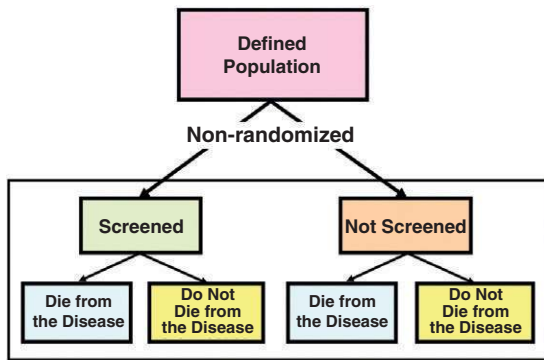 Defined
Population
Non-randomized
Screened
Not Screened
Die from
the Disease
Do Not
Die from
the Disease
Die from
the Disease
Do Not
Die from
the Disease